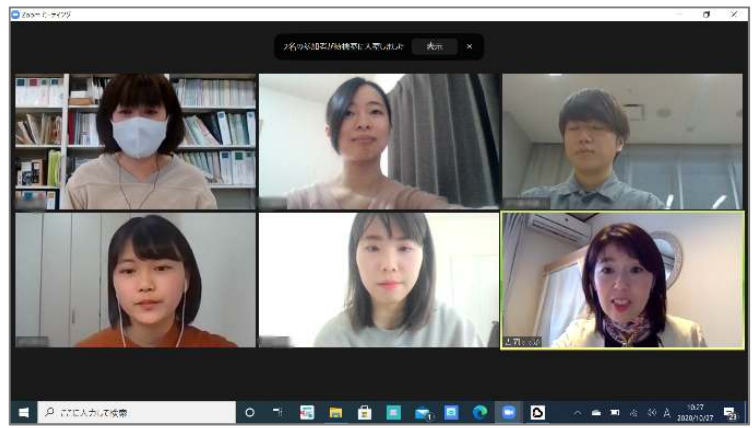 Zoom ミーティング
2名の参加者が待機室に入室しました 表示 ×
ここに入力して検索
A 10:27
2020/10/27